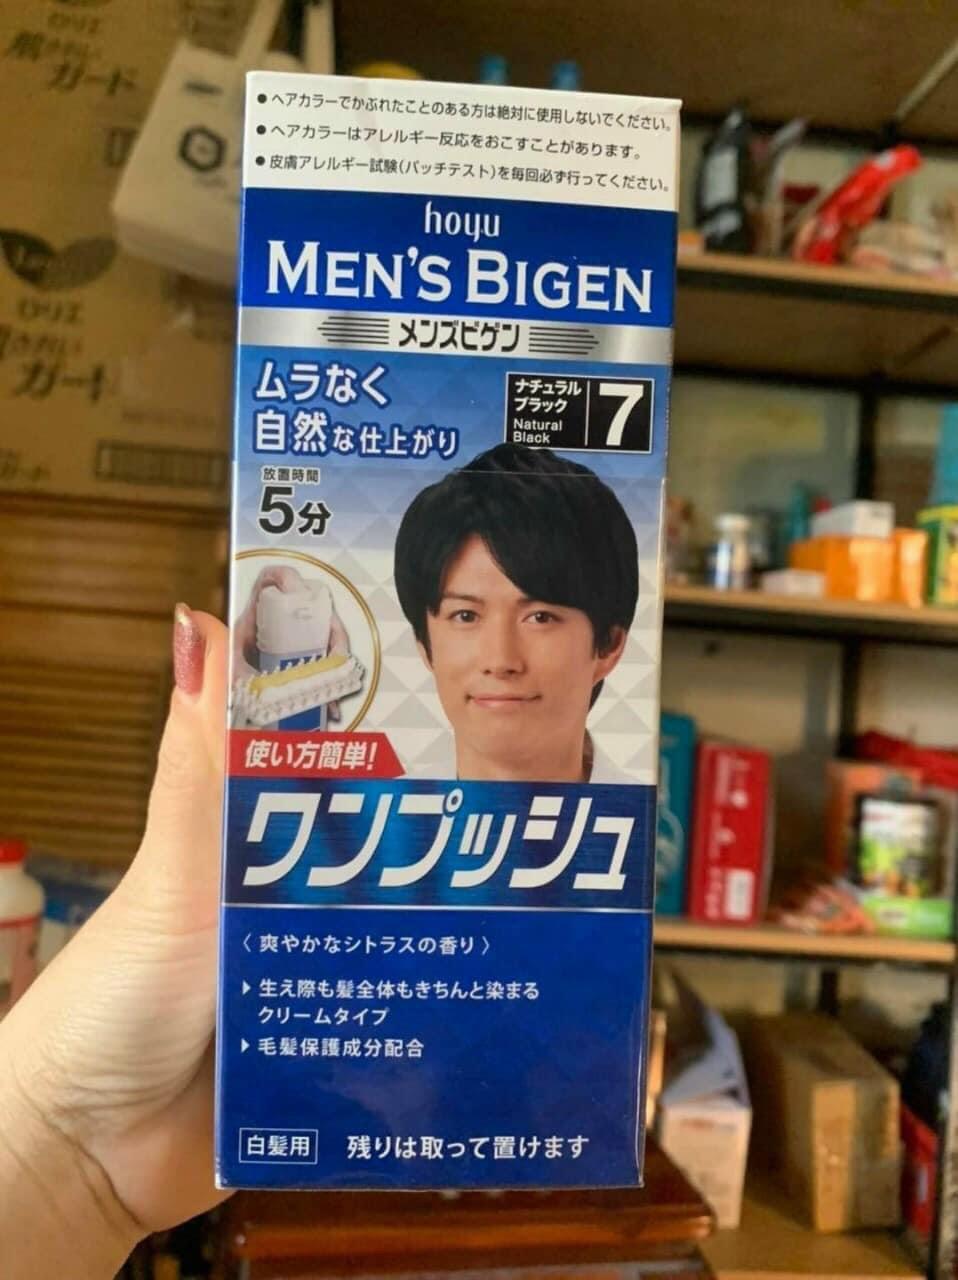 ● ヘアカラーでかぶれたことのある方は絶対に使用しないでください。
● ヘアカラーはアレルギー反応をおこすことがあります。
● 皮膚アレルギー試験(パッチテスト)を毎回必ず行ってください。
hoyu
MEN'S BIGEN
メンズビゲン
ムラなく
自然な仕上がり
ナチュラル
ブラック
Natural
Black
7
放置時間
5分
使い方簡単!
ワンプッシュ
〈 爽やかなシトラスの香り 〉
▶ 生え際も髪全体もきちんと染まる
クリームタイプ
▶ 毛髪保護成分配合
白髪用
残りは取って置けます
ガード
ロリエ
ガード